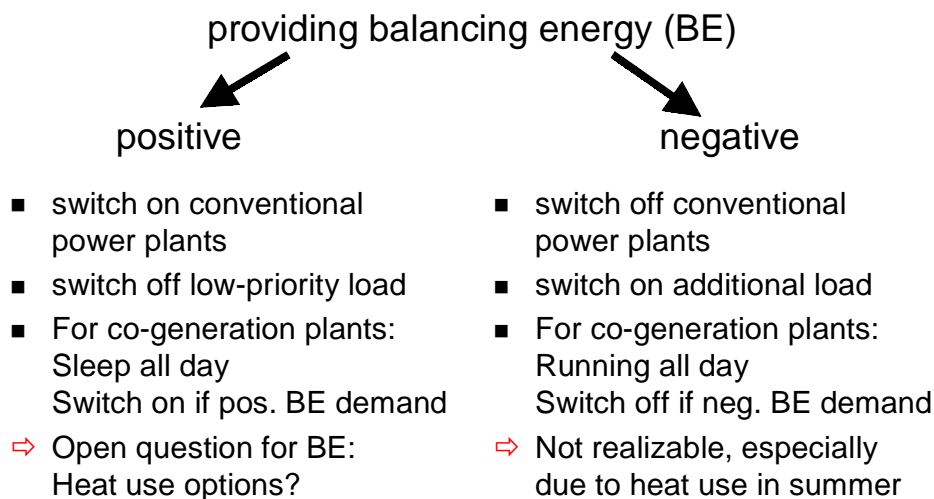 providing balancing energy (BE)
positive
switch on conventional
power plants
switch off low-priority load
For co-generation plants:
Sleep all day
Switch on if pos. BE demand
Open question for BE:
Heat use options?
negative
switch off conventional
power plants
switch on additional load
For co-generation plants:
Running all day
Switch off if neg. BE demand
Not realizable, especially
due to heat use in summer